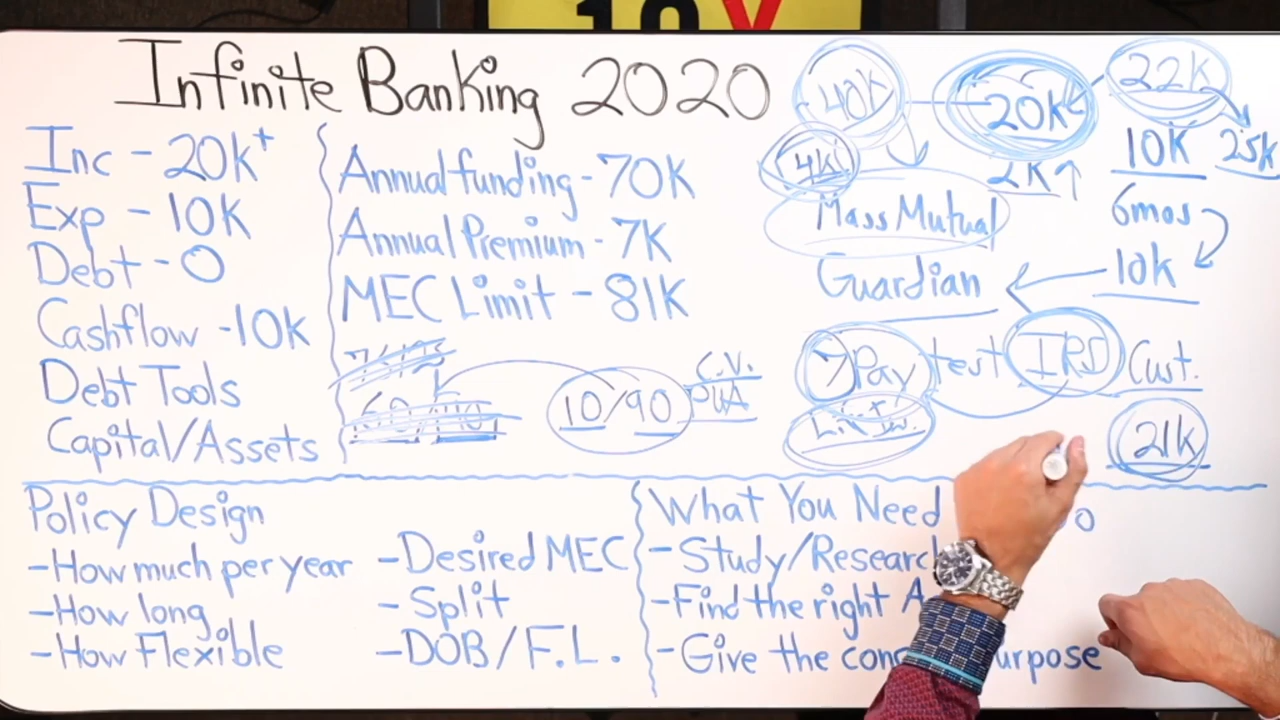 Infinite Banking 2020
Inc - 20K+
Exp - 10K
Debt - 0
Cashflow - 10K
Debt Tools
Capital/Assets
Annual funding - 70K
Annual Premium - 7K
MEC Limit - 81K
10/90
C.V.
PUA
40K
20K
22K
4K
2K
10K
25K
6mos
10K
Mass Mutual
Guardian
7 Pay test IRS Cust.
21K
Policy Design
-How much per year
-How long
-How Flexible
-Desired MEC
-Split
-DOB/F.L.
What You Need
-Study/Research
-Find the right
-Give the